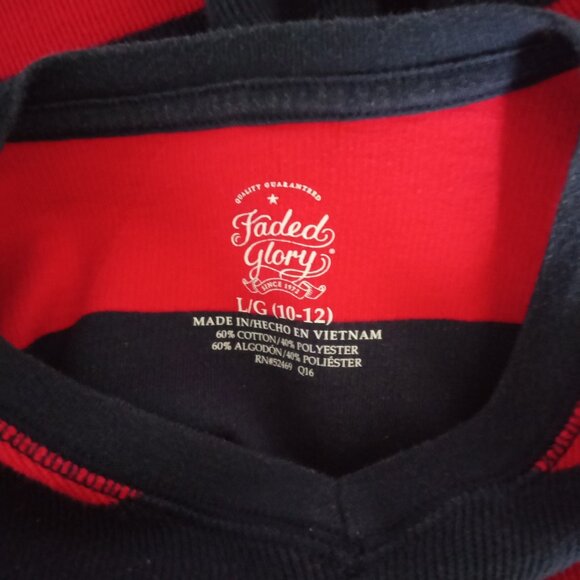 QUALITY GUARANTEED
Faded
Glory®
SINCE 1972
L/G (10-12)
MADE IN/HECHO EN VIETNAM
60% COTTON/40% POLYESTER
60% ALGODÓN/40% POLIÉSTER
RN#52469 Q16